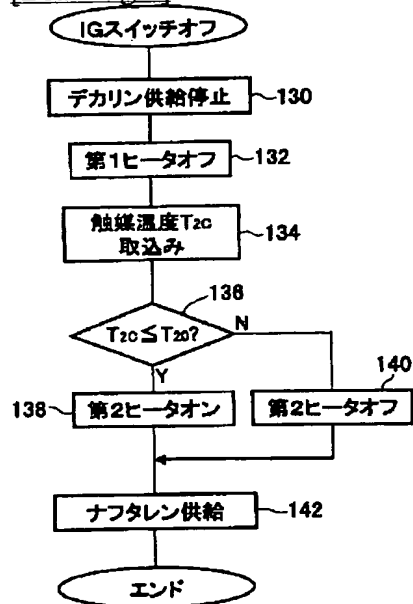 IGスイッチオフ
デカリン供給停止 130
第1ヒータオフ 132
触媒温度T2C
取込み 134
136
T2C≦T20? N
Y
140
138 第2ヒータオン 第2ヒータオフ
ナフタレン供給 142
エンド